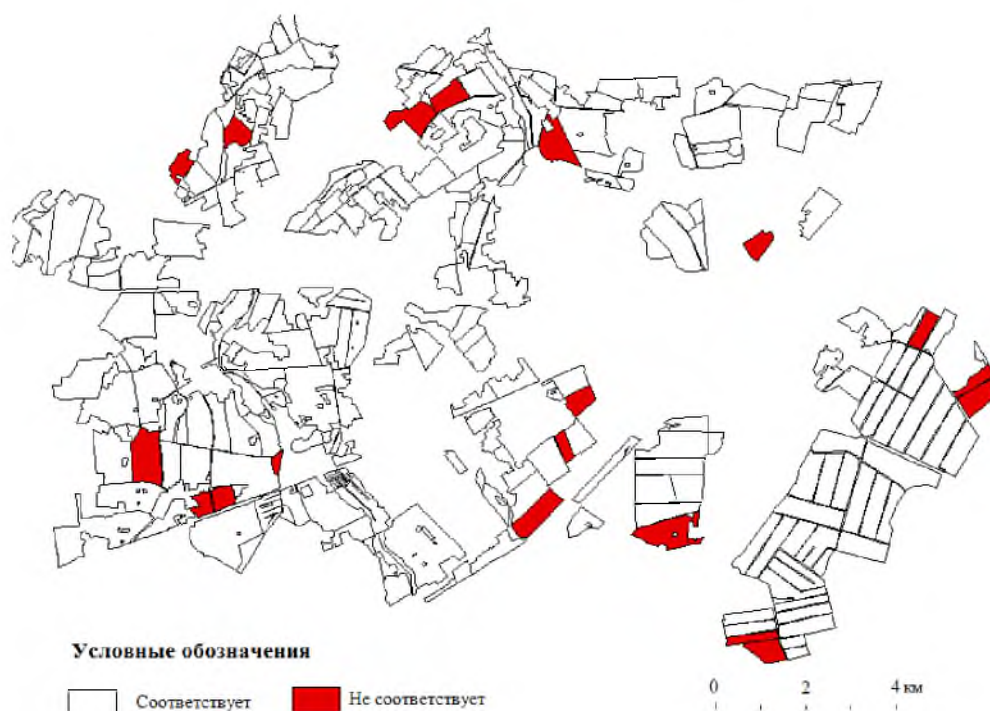 Условные обозначения
Соответствует
Не соответствует
0 2 4 км